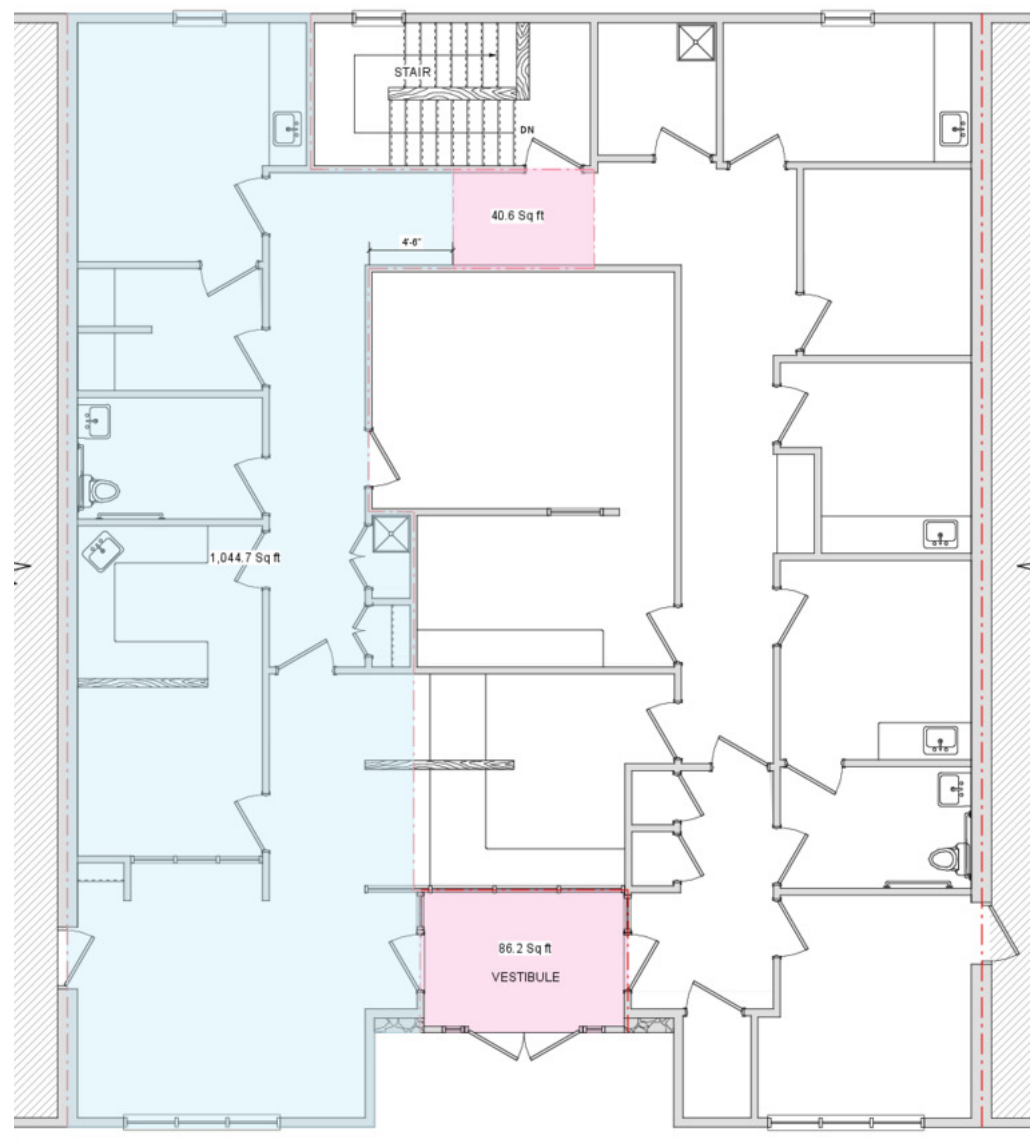 STAIR
DN
40.6 Sq ft
4'-6"
1,044.7 Sq ft
86.2 Sq ft
VESTIBULE